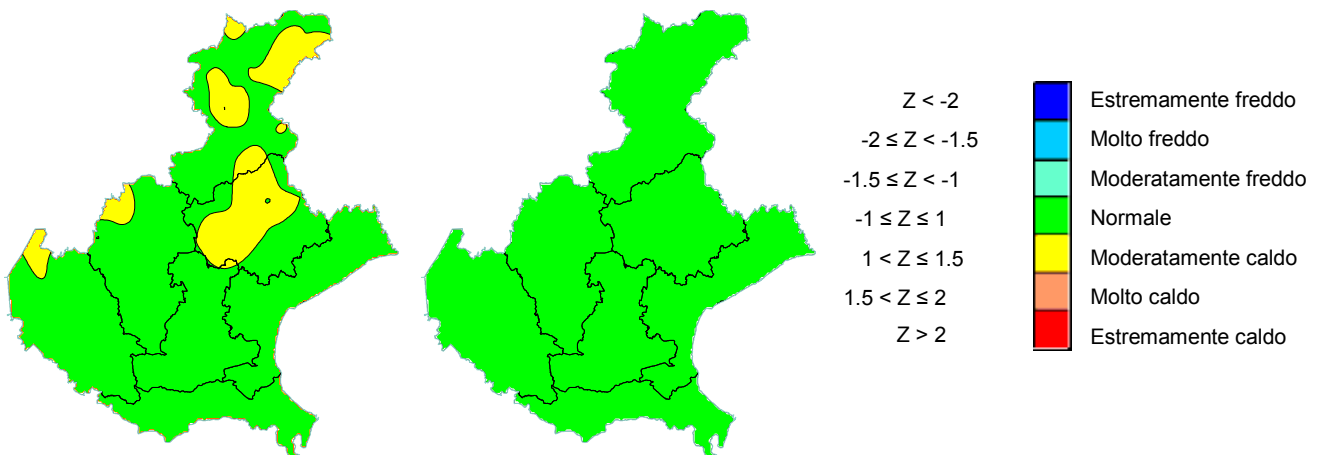 Z < -2 Estremamente freddo
-2 ≤ Z < -1.5 Molto freddo
-1.5 ≤ Z < -1 Moderatamente freddo
-1 ≤ Z ≤ 1 Normale
1 < Z ≤ 1.5 Moderatamente caldo
1.5 < Z ≤ 2 Molto caldo
Z > 2 Estremamente caldo